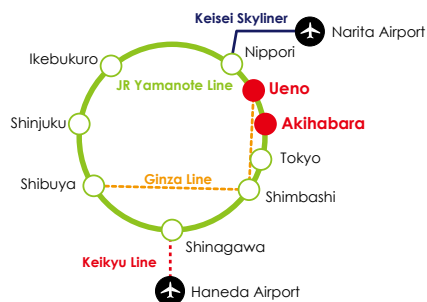 Keisei Skyliner
Narita Airport
Nippori
Ikebukuro
JR Yamanote Line
Ueno
Shinjuku
Akihabara
Tokyo
Ginza Line
Shibuya
Shimbashi
Shinagawa
Keikyu Line
Haneda Airport